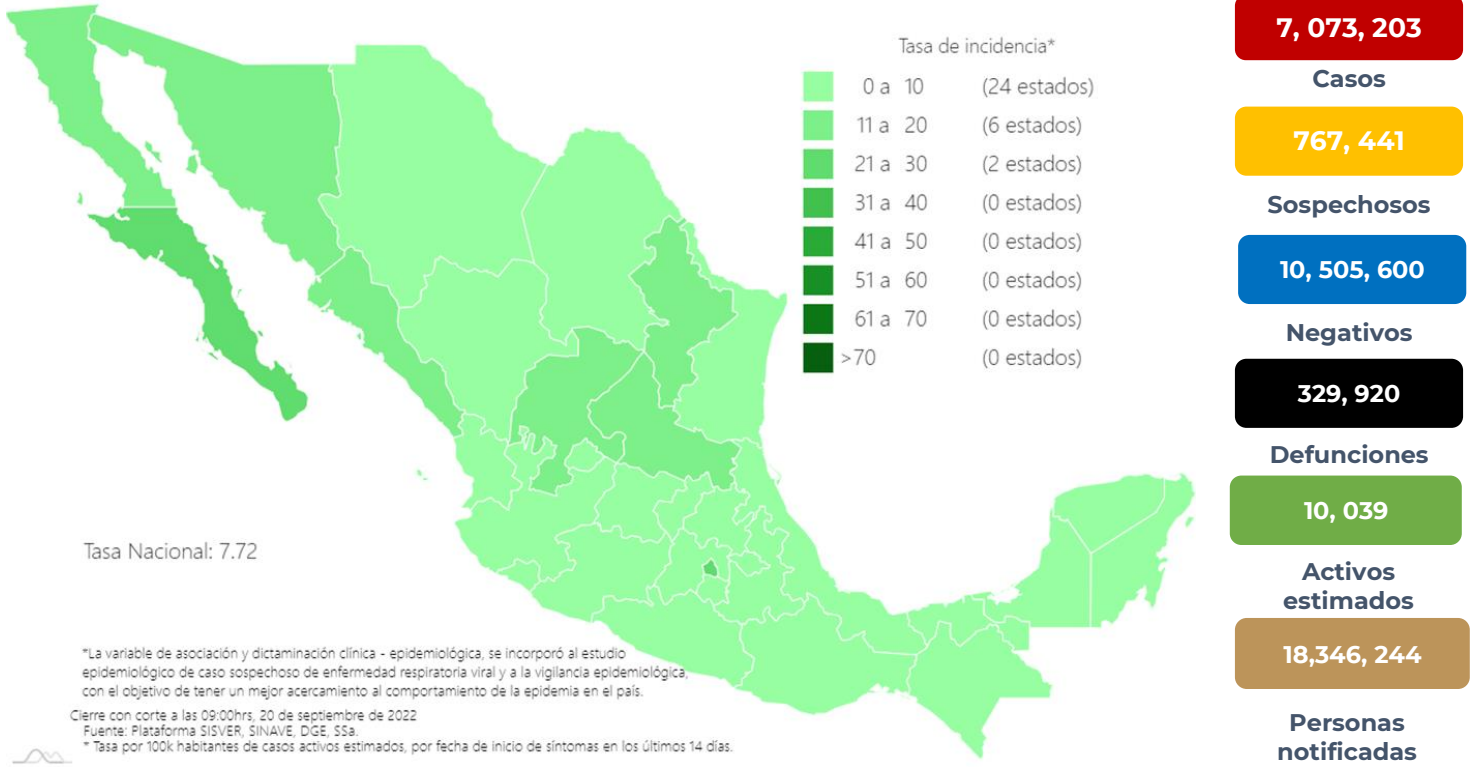 Tasa de incidencia*
0 a 10 (24 estados)
11 a 20 (6 estados)
21 a 30 (2 estados)
31 a 40 (0 estados)
41 a 50 (0 estados)
51 a 60 (0 estados)
61 a 70 (0 estados)
>70 (0 estados)
Tasa Nacional: 7.72
*La variable de asociación y dictaminación clínica - epidemiológica, se incorporó al estudio
epidemiológico de caso sospechoso de enfermedad respiratoria viral y a la vigilancia epidemiológica,
con el objetivo de tener un mejor acercamiento al comportamiento de la epidemia en el país.
Cierre con corte a las 09:00hrs, 20 de septiembre de 2022
Fuente: Plataforma SISVER, SINAVE, DGE, SSa.
* Tasa por 100k habitantes de casos activos estimados, por fecha de inicio de síntomas en los últimos 14 días.
7, 073, 203
Casos
767, 441
Sospechosos
10, 505, 600
Negativos
329, 920
Defunciones
10, 039
Activos
estimados
18,346, 244
Personas
notificadas